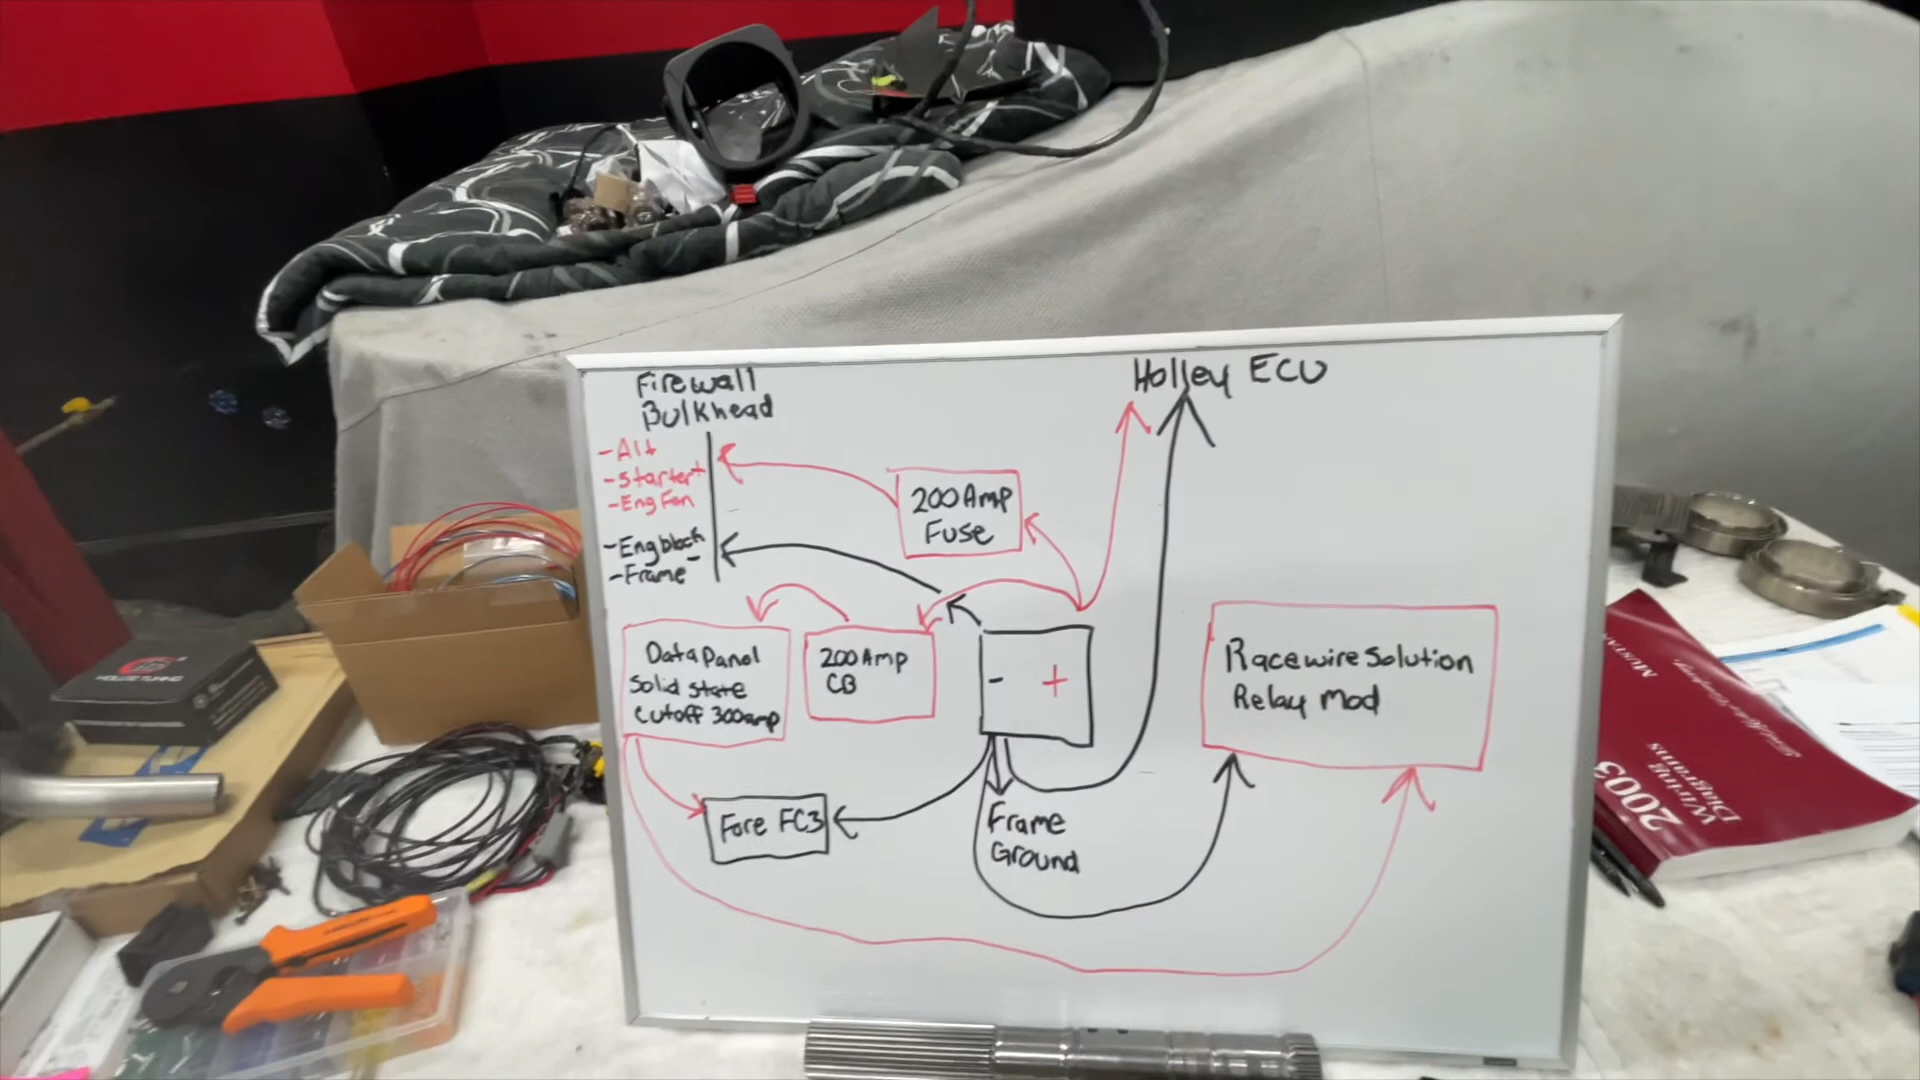 Firewall
Bulkhead
-Alt
-Starter+
-Eng Fan
-Eng block
-Frame-
Holley ECU
200 Amp
Fuse
Data Panel
Solid state
Cutoff 300amp
200 Amp
CB
- +
Racewire Solution
Relay Mod
Fore FC3
Frame
Ground
2003
Wiring
Diagrams